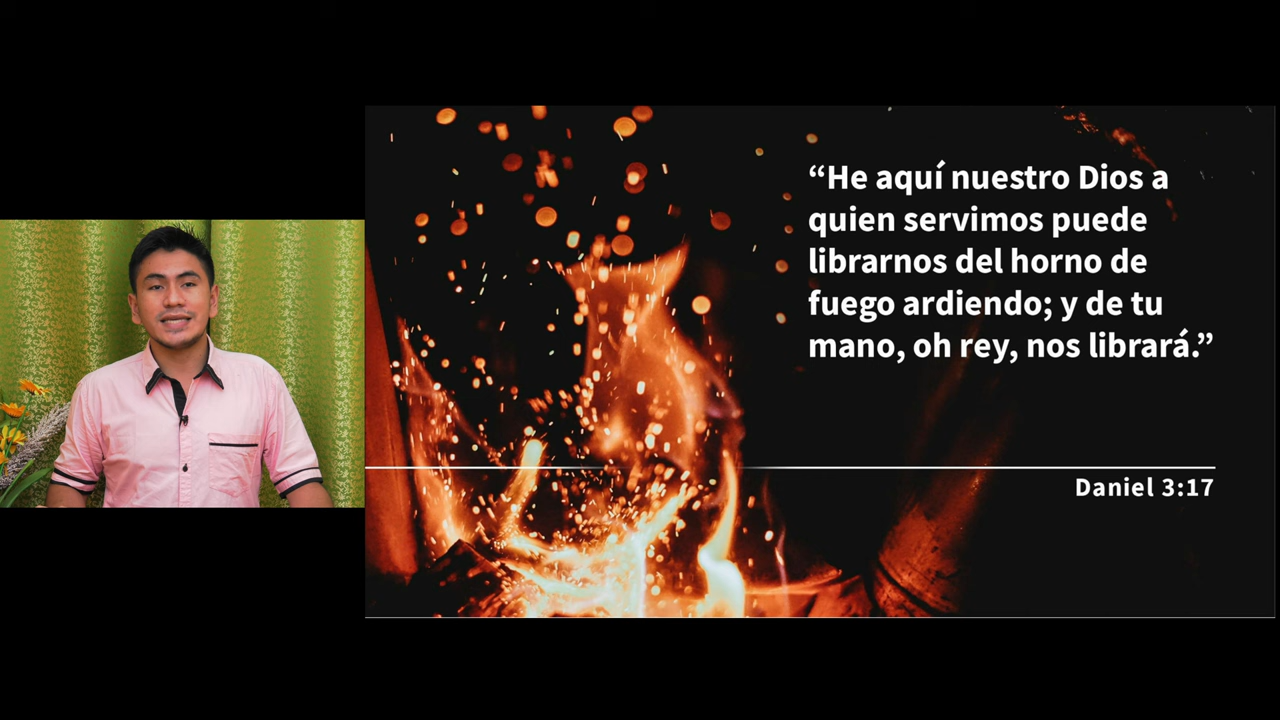 “He aquí nuestro Dios a
quien servimos puede
librarnos del horno de
fuego ardiendo; y de tu
mano, oh rey, nos librará.”
Daniel 3:17